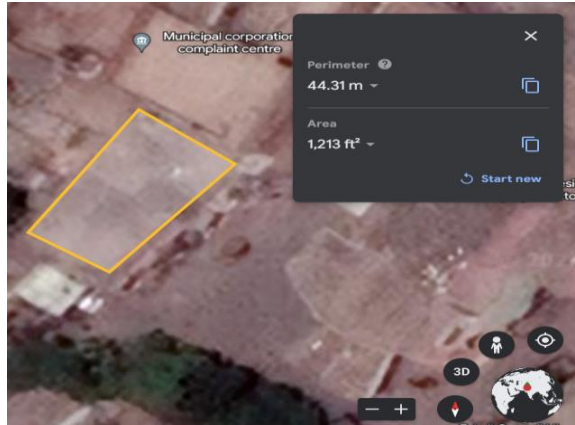 Municipal corporation
complaint centre
Perimeter
44.31 m
Area
1,213 ft²
Start new
3D